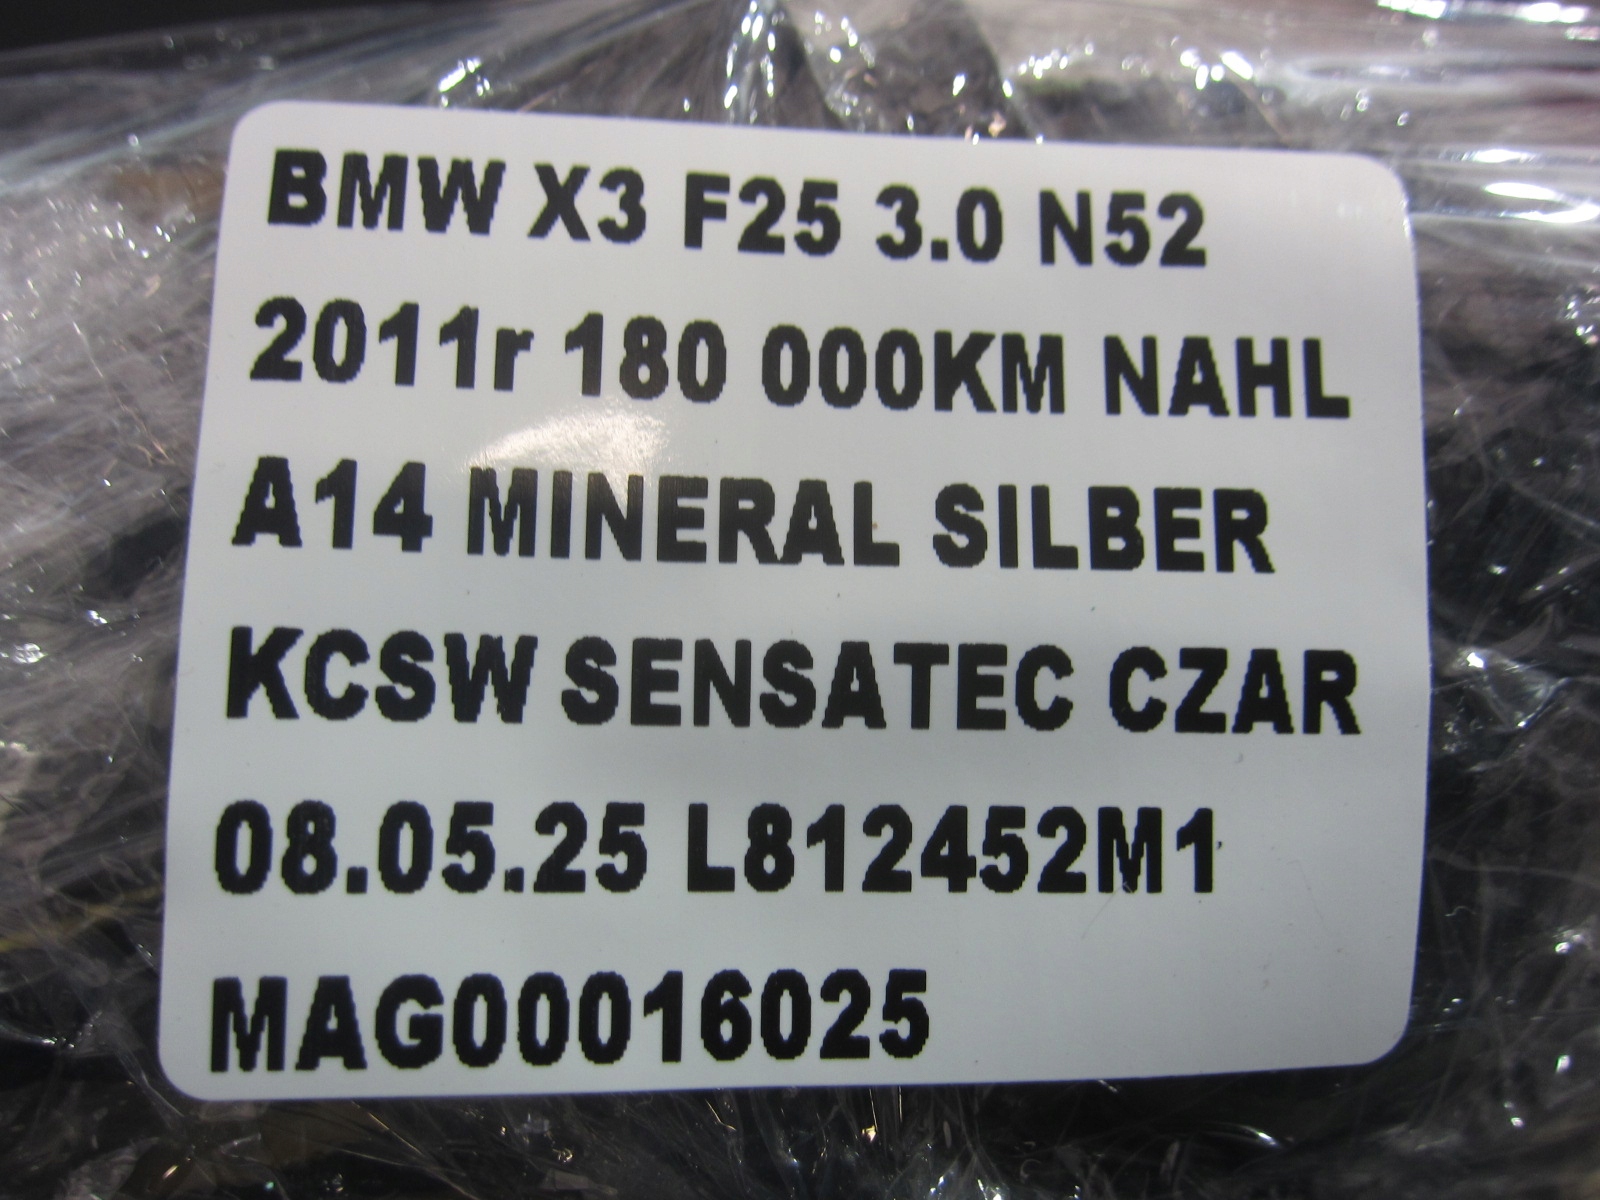 BMW X3 F25 3.0 N52
2011r 180 000KM NAHL
A14 MINERAL SILBER
KCSW SENSATEC CZAR
08.05.25 L812452M1
MAG00016025